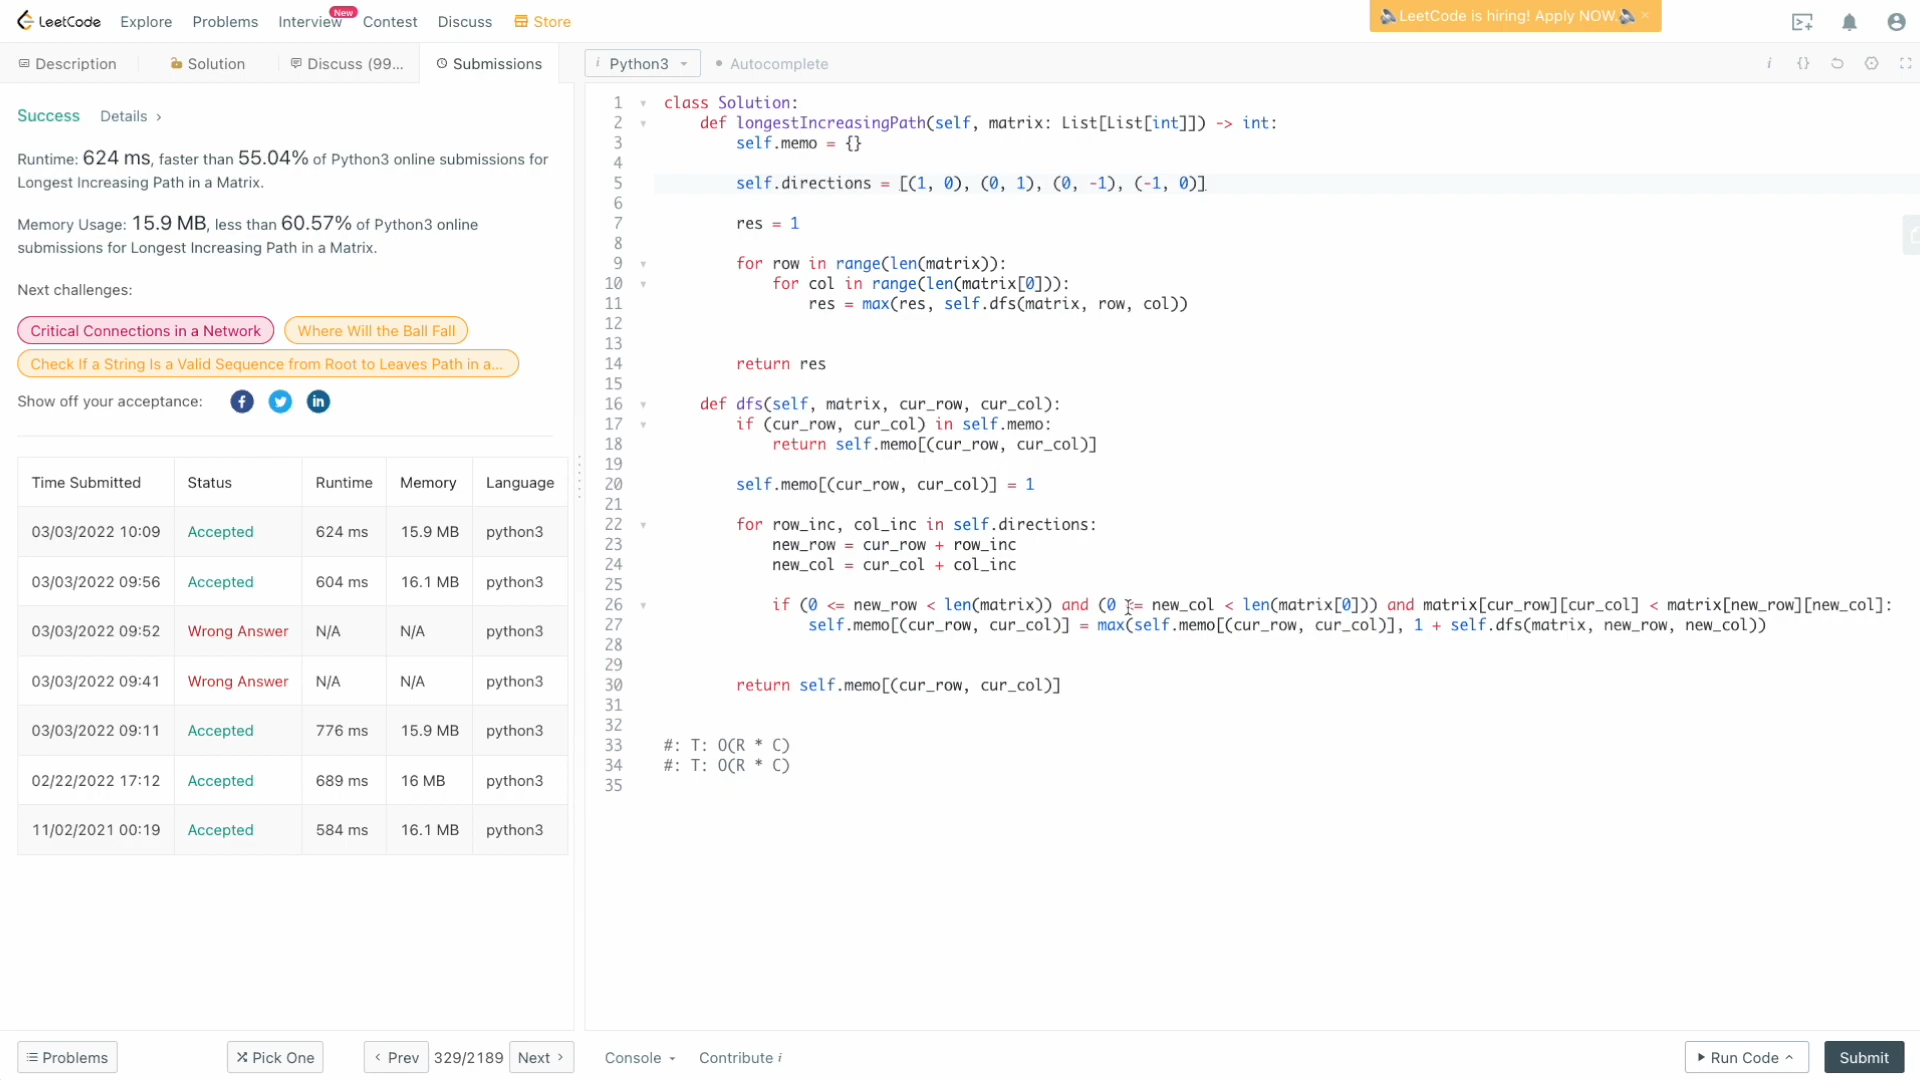 LeetCode Explore Problems Interview New Contest Discuss Store
🔈LeetCode is hiring! Apply NOW.🔈 ×
Description Solution Discuss (99... Submissions
i Python3 • Autocomplete
i {}
Success Details ›
Runtime: 624 ms, faster than 55.04% of Python3 online submissions for
Longest Increasing Path in a Matrix.
Memory Usage: 15.9 MB, less than 60.57% of Python3 online
submissions for Longest Increasing Path in a Matrix.
Next challenges:
Critical Connections in a Network Where Will the Ball Fall
Check If a String Is a Valid Sequence from Root to Leaves Path in a...
Show off your acceptance:
Time Submitted Status Runtime Memory Language
03/03/2022 10:09 Accepted 624 ms 15.9 MB python3
03/03/2022 09:56 Accepted 604 ms 16.1 MB python3
03/03/2022 09:52 Wrong Answer N/A N/A python3
03/03/2022 09:41 Wrong Answer N/A N/A python3
03/03/2022 09:11 Accepted 776 ms 15.9 MB python3
02/22/2022 17:12 Accepted 689 ms 16 MB python3
11/02/2021 00:19 Accepted 584 ms 16.1 MB python3
1 class Solution:
2 def longestIncreasingPath(self, matrix: List[List[int]]) -> int:
3 self.memo = {}
4
5 self.directions = [(1, 0), (0, 1), (0, -1), (-1, 0)]
6
7 res = 1
8
9 for row in range(len(matrix)):
10 for col in range(len(matrix[0])):
11 res = max(res, self.dfs(matrix, row, col))
12
13
14 return res
15
16 def dfs(self, matrix, cur_row, cur_col):
17 if (cur_row, cur_col) in self.memo:
18 return self.memo[(cur_row, cur_col)]
19
20 self.memo[(cur_row, cur_col)] = 1
21
22 for row_inc, col_inc in self.directions:
23 new_row = cur_row + row_inc
24 new_col = cur_col + col_inc
25
26 if (0 <= new_row < len(matrix)) and (0 <= new_col < len(matrix[0])) and matrix[cur_row][cur_col] < matrix[new_row][new_col]:
27 self.memo[(cur_row, cur_col)] = max(self.memo[(cur_row, cur_col)], 1 + self.dfs(matrix, new_row, new_col))
28
29
30 return self.memo[(cur_row, cur_col)]
31
32
33 #: T: O(R * C)
34 #: T: O(R * C)
35
Problems Pick One ‹ Prev 329/2189 Next › Console Contribute i Run Code Submit